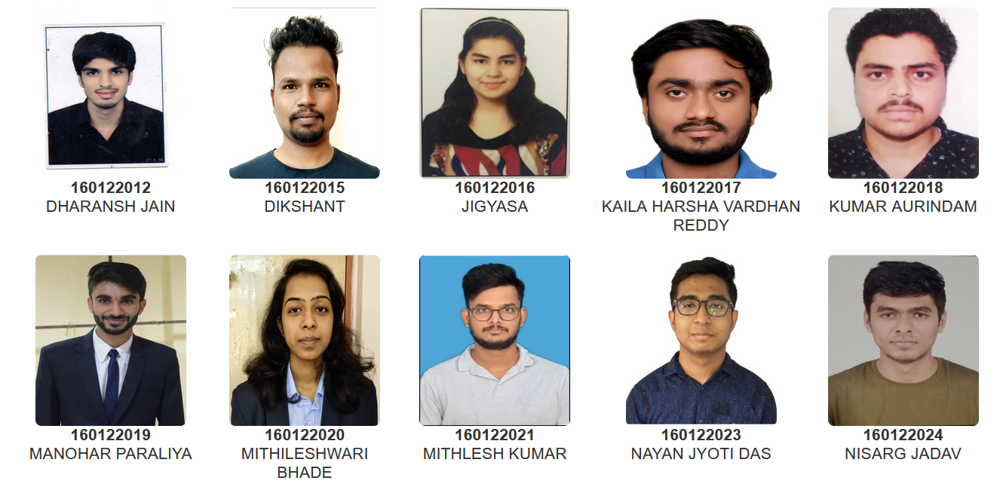 160122012
DHARANSH JAIN
160122015
DIKSHANT
160122016
JIGYASA
160122017
KAILA HARSHA VARDHAN
REDDY
160122018
KUMAR AURINDAM
160122019
MANOHAR PARALIYA
160122020
MITHILESHWARI
BHADE
160122021
MITHLESH KUMAR
160122023
NAYAN JYOTI DAS
160122024
NISARG JADAV